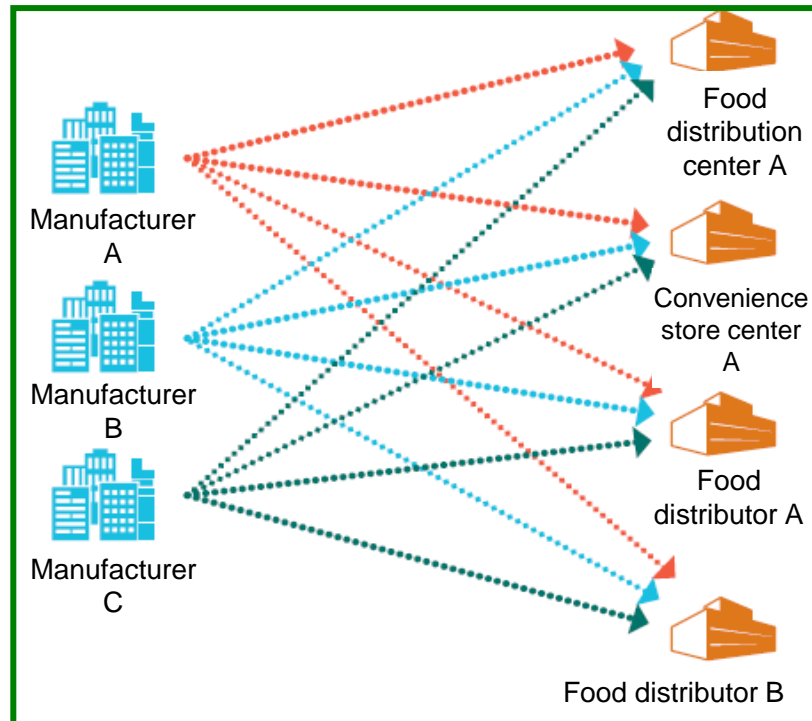 Manufacturer
A
Manufacturer
B
Manufacturer
C
Food
distribution
center A
Convenience
store center
A
Food
distributor A
Food distributor B